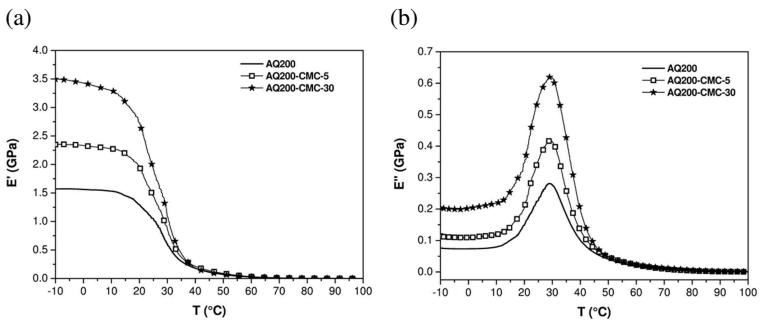 (a)
(b)
4.0
3.5
3.0
2.5
2.0
1.5
1.0
0.5
0.0
E' (GPa)
AQ200
AQ200-CMC-5
AQ200-CMC-30
-10 0 10 20 30 40 50 60 70 80 90 100
T (°C)
0.7
0.6
0.5
0.4
0.3
0.2
0.1
0.0
E'' (GPa)
AQ200
AQ200-CMC-5
AQ200-CMC-30
-10 0 10 20 30 40 50 60 70 80 90 100
T (°C)